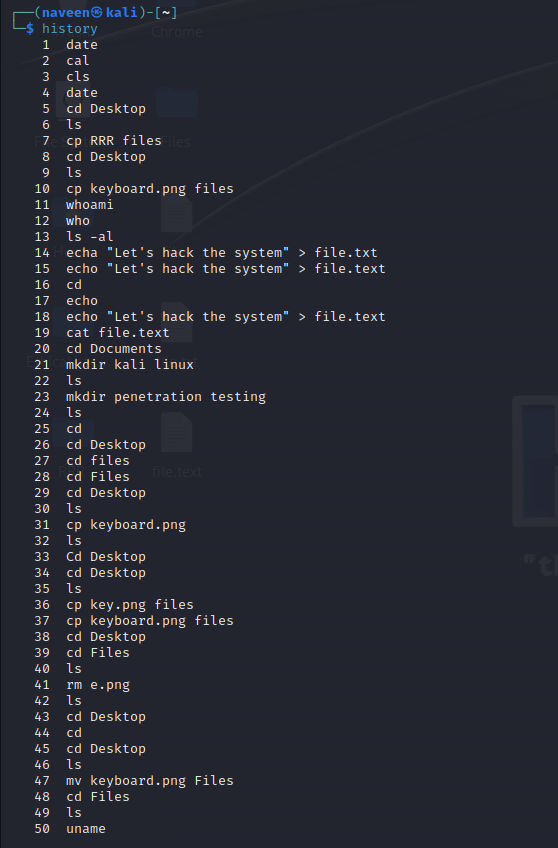 ┌──(naveen㉿kali)-[~]
└─$ history
1 date
2 cal
3 cls
4 date
5 cd Desktop
6 ls
7 cp RRR files
8 cd Desktop
9 ls
10 cp keyboard.png files
11 whoami
12 who
13 ls -al
14 echa "Let's hack the system" > file.txt
15 echo "Let's hack the system" > file.text
16 cd
17 echo
18 echo "Let's hack the system" > file.text
19 cat file.text
20 cd Documents
21 mkdir kali linux
22 ls
23 mkdir penetration testing
24 ls
25 cd
26 cd Desktop
27 cd files
28 cd Files
29 cd Desktop
30 ls
31 cp keyboard.png
32 ls
33 Cd Desktop
34 cd Desktop
35 ls
36 cp key.png files
37 cp keyboard.png files
38 cd Desktop
39 cd Files
40 ls
41 rm e.png
42 ls
43 cd Desktop
44 cd
45 cd Desktop
46 ls
47 mv keyboard.png Files
48 cd Files
49 ls
50 uname
Chrome
Files
file.text